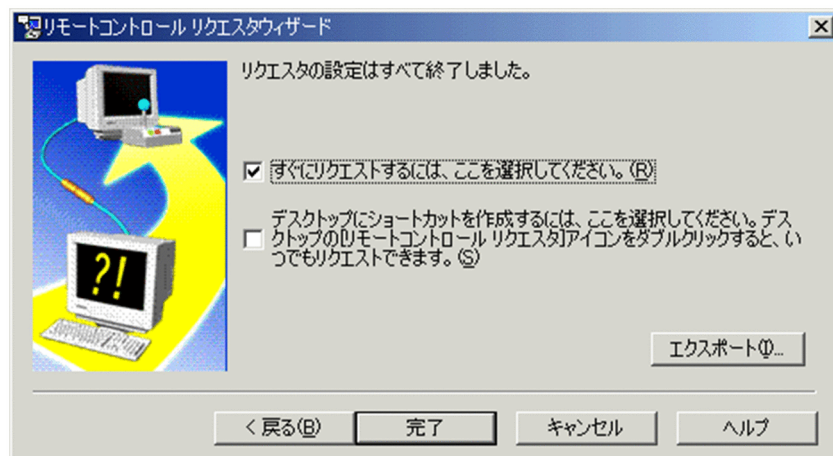 リモートコントロール リクエスタウィザード
リクエスタの設定はすべて終了しました。
すぐにリクエストするには、ここを選択してください。(R)
デスクトップにショートカットを作成するには、ここを選択してください。デス
クトップの[リモートコントロール リクエスタ]アイコンをダブルクリックすると、い
つでもリクエストできます。(S)
?!
エクスポート(I)...
< 戻る(B)
完了
キャンセル
ヘルプ